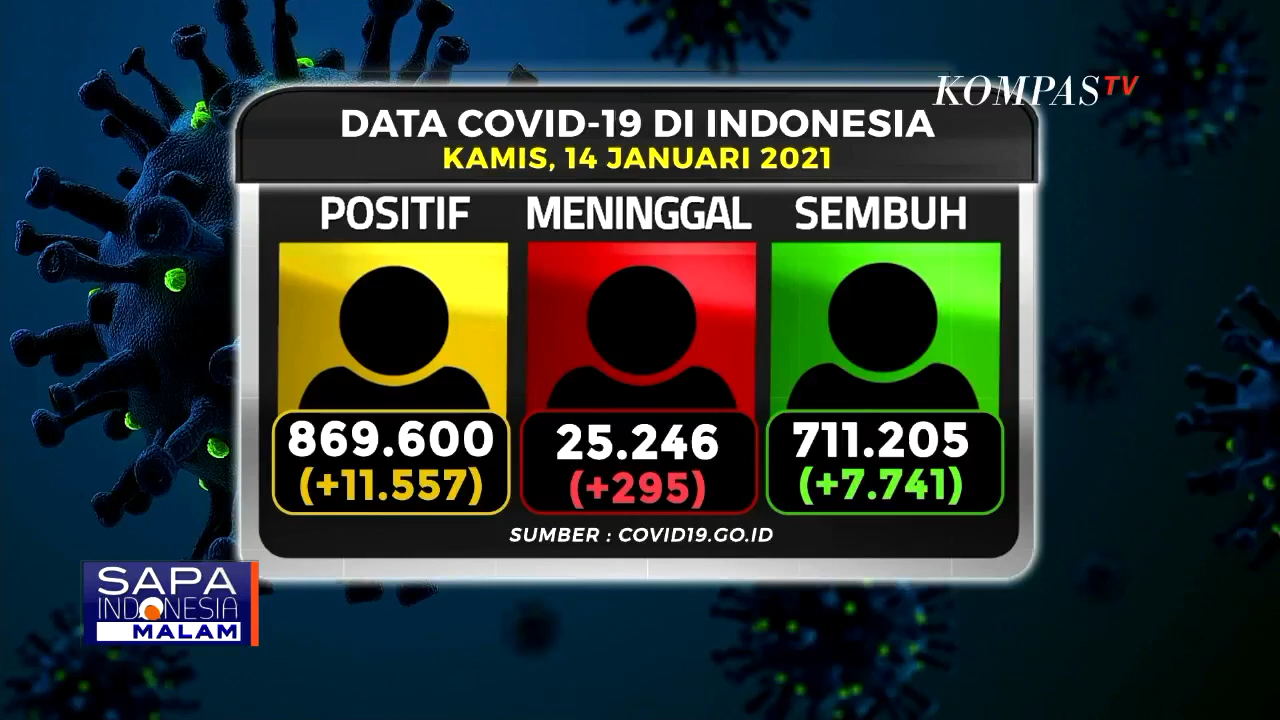 KOMPASTV
DATA COVID-19 DI INDONESIA
KAMIS, 14 JANUARI 2021
POSITIF
869.600
(+11.557)
MENINGGAL
25.246
(+295)
SEMBUH
711.205
(+7.741)
SUMBER : COVID19.GO.ID
SAPA
INDONESIA
MALAM